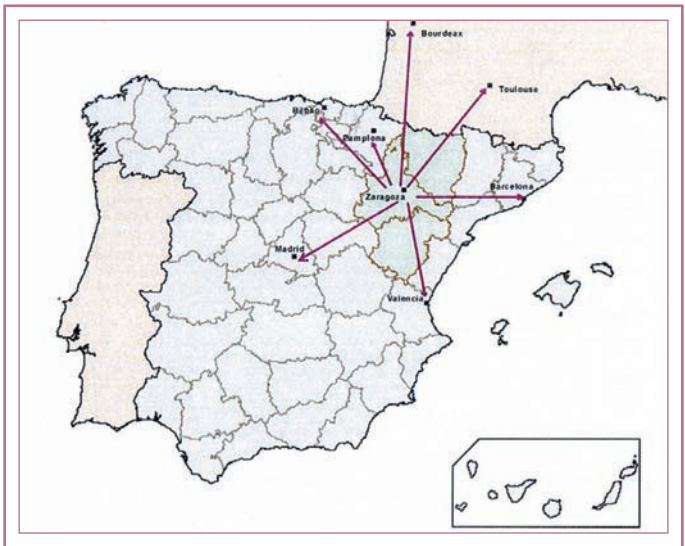 Bourdeax
Toulouse
Bilbao
Pamplona
Barcelona
Zaragoza
Madrid
Valencia